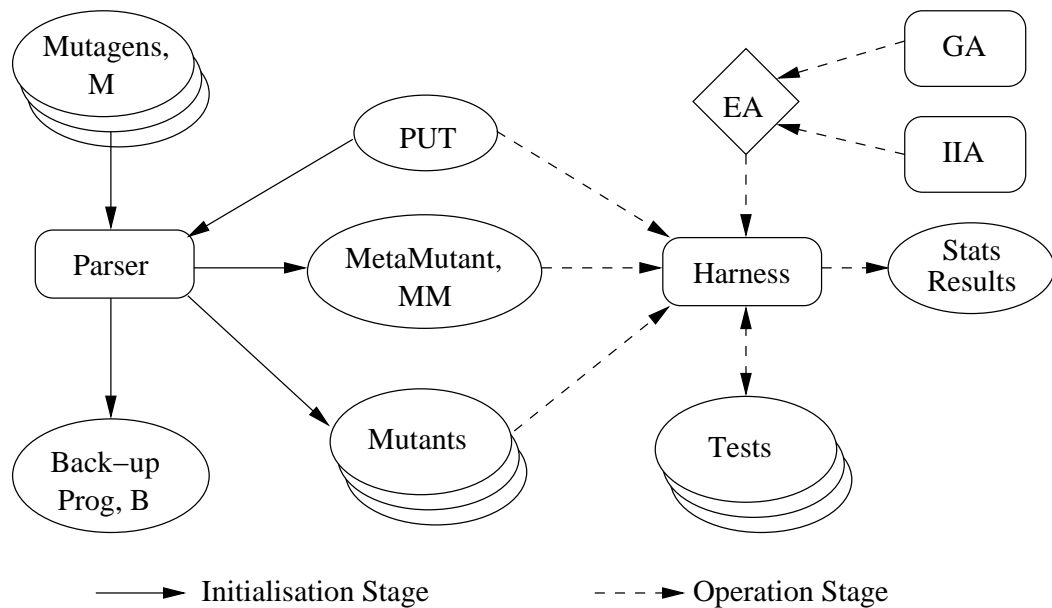 Mutagens,
M
GA
EA
PUT
IIA
Parser
MetaMutant,
MM
Harness
Stats
Results
Mutants
Tests
Back−up
Prog, B
Initialisation Stage
Operation Stage